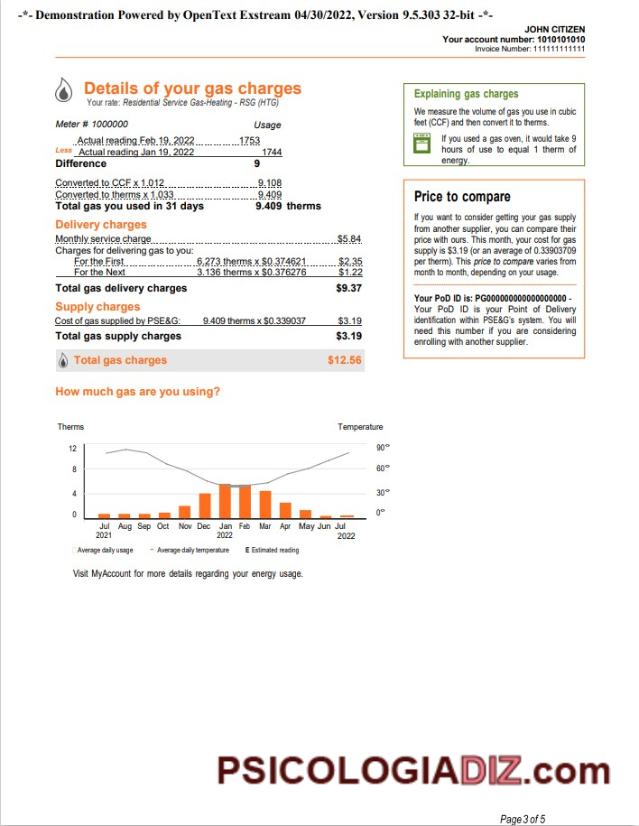 -*- Demonstration Powered by OpenText Exstream 04/30/2022, Version 9.5.303 32-bit -*-
JOHN CITIZEN
Your account number: 1010101010
Invoice Number: 111111111111
Details of your gas charges
Your rate: Residential Service Gas-Heating - RSG (HTG)
Meter # 1000000 Usage
Actual reading Feb 19, 2022 1753
Less Actual reading Jan 19, 2022 1744
Difference 9
Converted to CCF x 1.012 9.108
Converted to therms x 1.033 9.409
Total gas you used in 31 days 9.409 therms
Delivery charges
Monthly service charge $5.84
Charges for delivering gas to you:
For the First 6.273 therms x $0.374621 $2.35
For the Next 3.136 therms x $0.376276 $1.22
Total gas delivery charges $9.37
Supply charges
Cost of gas supplied by PSE&G: 9.409 therms x $0.339037 $3.19
Total gas supply charges $3.19
Total gas charges $12.56
Explaining gas charges
We measure the volume of gas you use in cubic
feet (CCF) and then convert it to therms.
If you used a gas oven, it would take 9
hours of use to equal 1 therm of
energy.
Price to compare
If you want to consider getting your gas supply
from another supplier, you can compare their
price with ours. This month, your cost for gas
supply is $3.19 (or an average of 0.33903709
per therm). This price to compare varies from
month to month, depending on your usage.
Your PoD ID is: PG000000000000000000 -
Your PoD ID is your Point of Delivery
identification within PSE&G's system. You will
need this number if you are considering
enrolling with another supplier.
How much gas are you using?
Therms Temperature
12 90°
8 60°
4 30°
0 0°
Jul Aug Sep Oct Nov Dec Jan Feb Mar Apr May Jun Jul
2021 2022 2022
Average daily usage - Average daily temperature E Estimated reading
Visit MyAccount for more details regarding your energy usage.
PSICOLOGIADIZ.com
Page 3 of 5